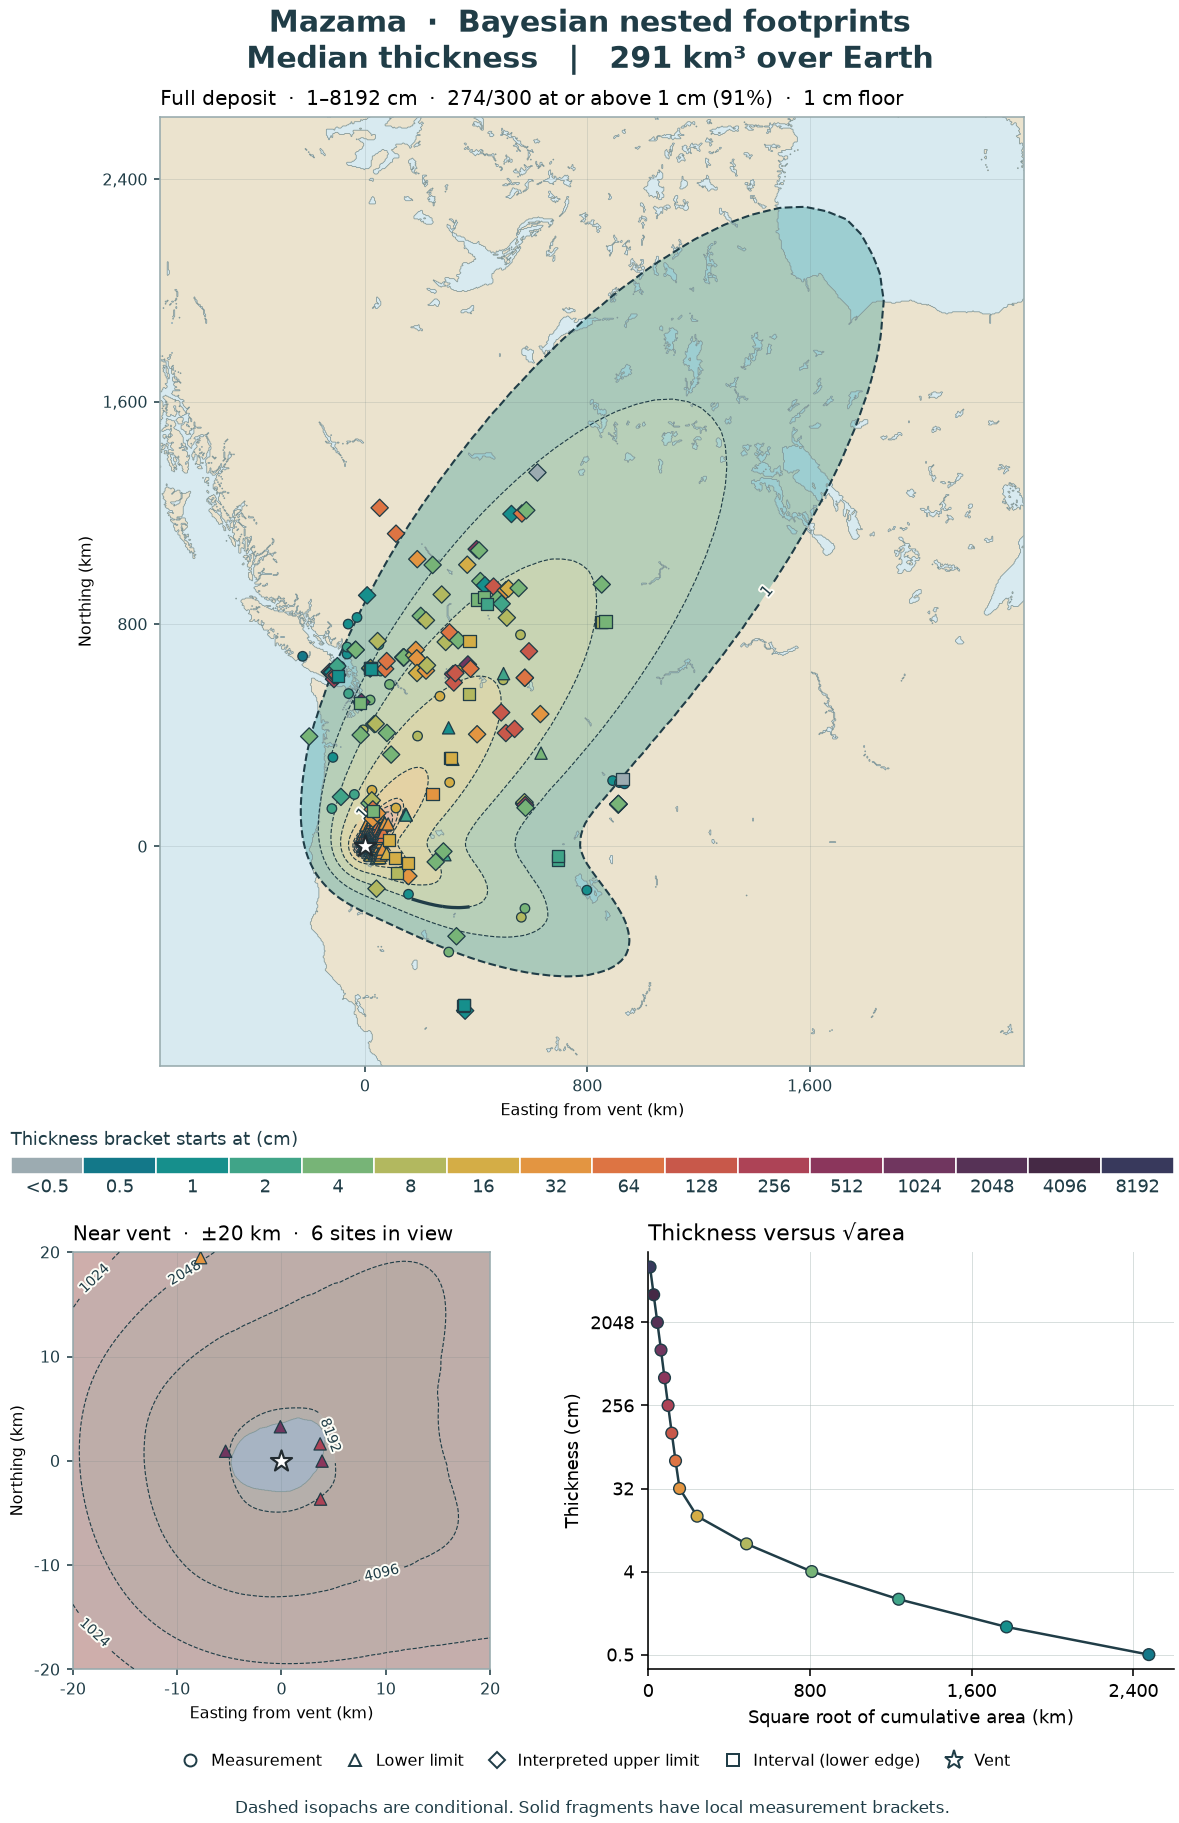 Mazama · Bayesian nested footprints
Median thickness | 291 km³ over Earth
Full deposit · 1–8192 cm · 274/300 at or above 1 cm (91%) · 1 cm floor
2,400
1,600
800
0
Northing (km)
1
1
0 800 1,600
Easting from vent (km)
Thickness bracket starts at (cm)
<0.5 0.5 1 2 4 8 16 32 64 128 256 512 1024 2048 4096 8192
Near vent · ±20 km · 6 sites in view
20
10
0
-10
-20
Northing (km)
1024
2048
8192
4096
1024
-20 -10 0 10 20
Easting from vent (km)
Thickness versus √area
2048
256
32
4
0.5
Thickness (cm)
0 800 1,600 2,400
Square root of cumulative area (km)
Measurement Lower limit Interpreted upper limit Interval (lower edge) Vent
Dashed isopachs are conditional. Solid fragments have local measurement brackets.